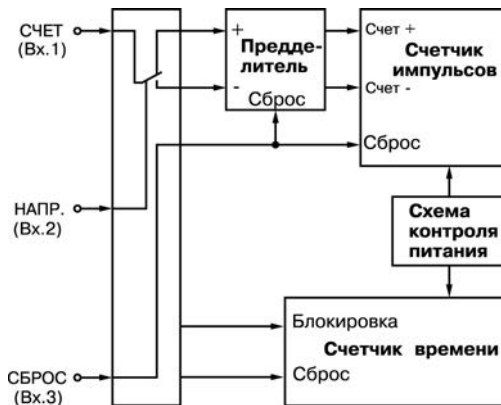 СЧЕТ
(Вх.1)
НАПР.
(Вх.2)
СБРОС
(Вх.3)
+
Предде-
литель
-
Сброс
Счет +
Счетчик
импульсов
Счет -
Сброс
Схема
контроля
питания
Блокировка
Счетчик времени
Сброс